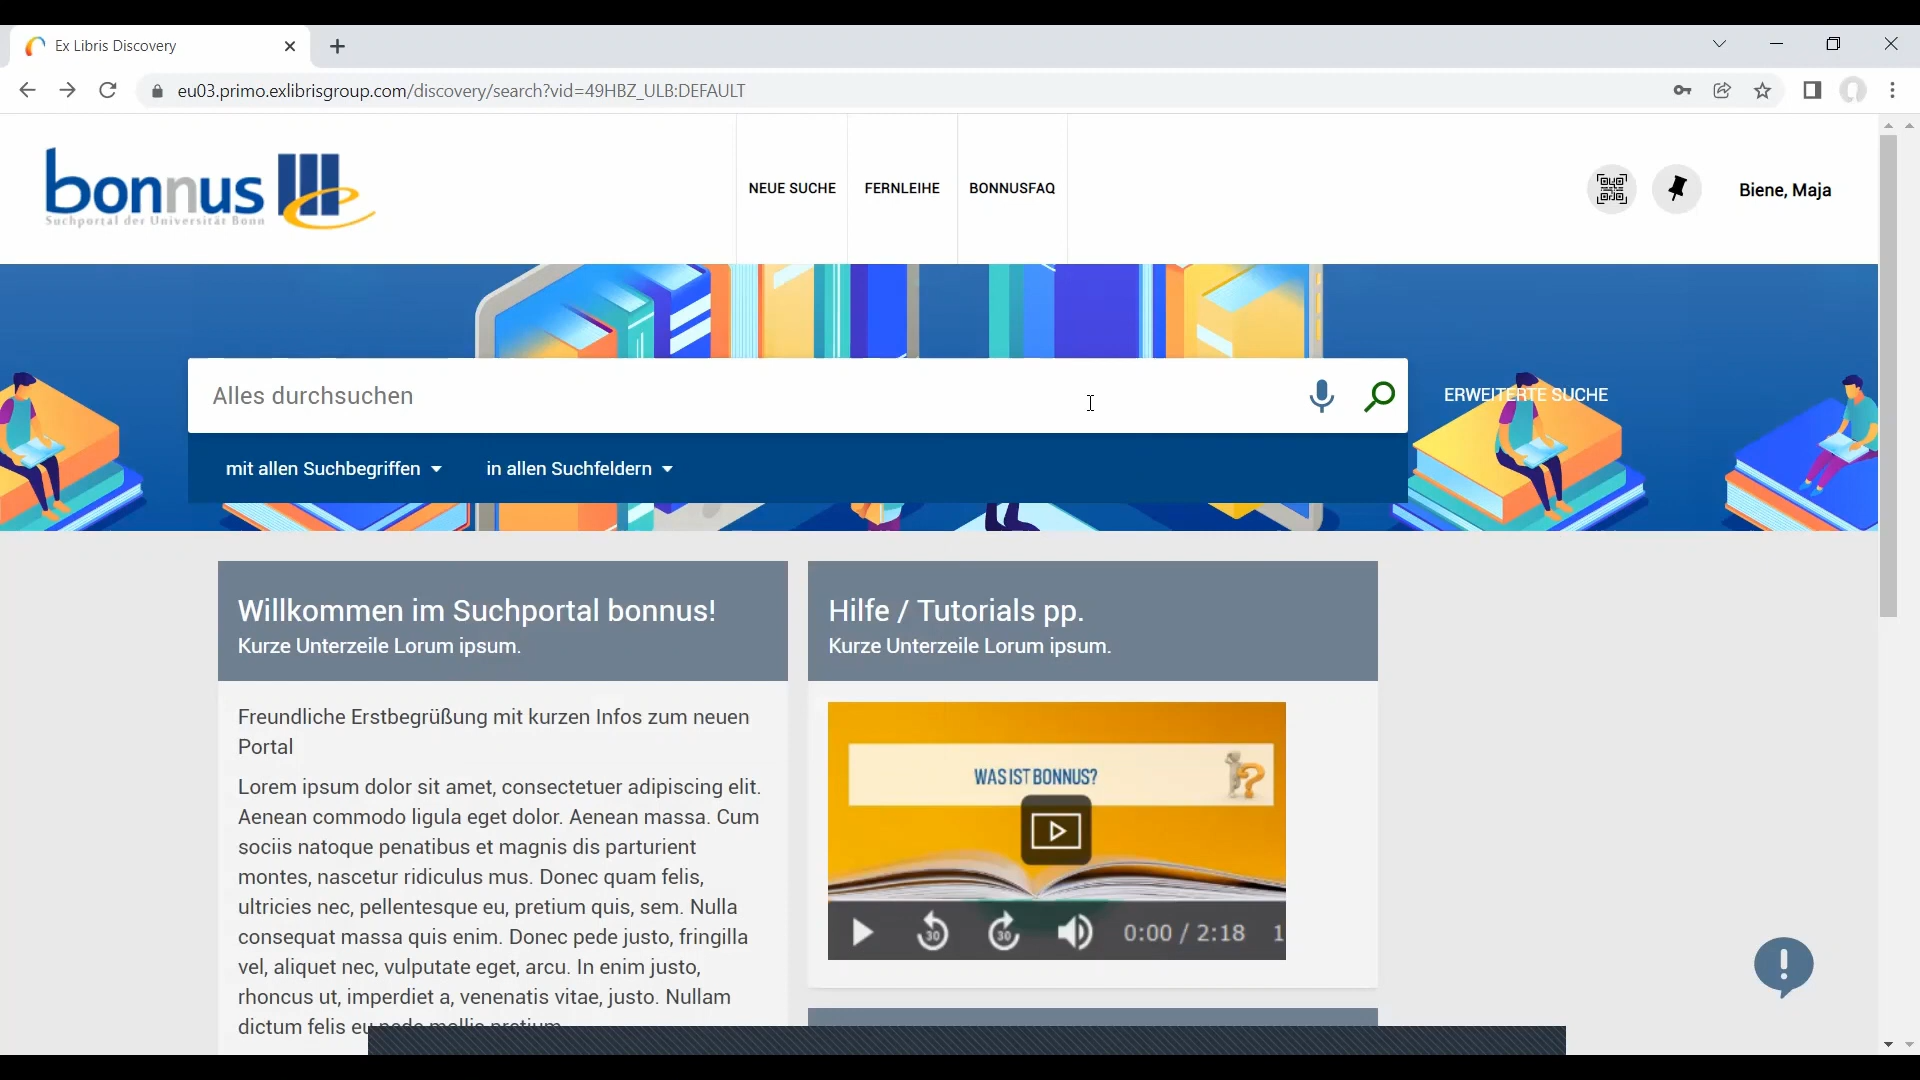 Ex Libris Discovery
eu03.primo.exlibrisgroup.com/discovery/search?vid=49HBZ_ULB:DEFAULT
bonnus
Suchportal der Universität Bonn
NEUE SUCHE
FERNLEIHE
BONNUSFAQ
Biene, Maja
Alles durchsuchen
ERWEITERTE SUCHE
mit allen Suchbegriffen
in allen Suchfeldern
Willkommen im Suchportal bonnus!
Kurze Unterzeile Lorum ipsum.
Freundliche Erstbegrüßung mit kurzen Infos zum neuen
Portal
Lorem ipsum dolor sit amet, consectetuer adipiscing elit.
Aenean commodo ligula eget dolor. Aenean massa. Cum
sociis natoque penatibus et magnis dis parturient
montes, nascetur ridiculus mus. Donec quam felis,
ultricies nec, pellentesque eu, pretium quis, sem. Nulla
consequat massa quis enim. Donec pede justo, fringilla
vel, aliquet nec, vulputate eget, arcu. In enim justo,
rhoncus ut, imperdiet a, venenatis vitae, justo. Nullam
dictum felis eu pede mollis pretium.
Hilfe / Tutorials pp.
Kurze Unterzeile Lorum ipsum.
WAS IST BONNUS?
30
30
0:00 / 2:18
1